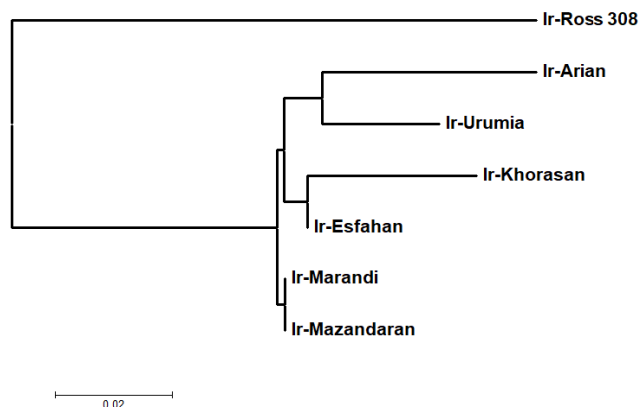 Ir-Ross 308
Ir-Arian
Ir-Urumia
Ir-Khorasan
Ir-Esfahan
Ir-Marandi
Ir-Mazandaran
0.02